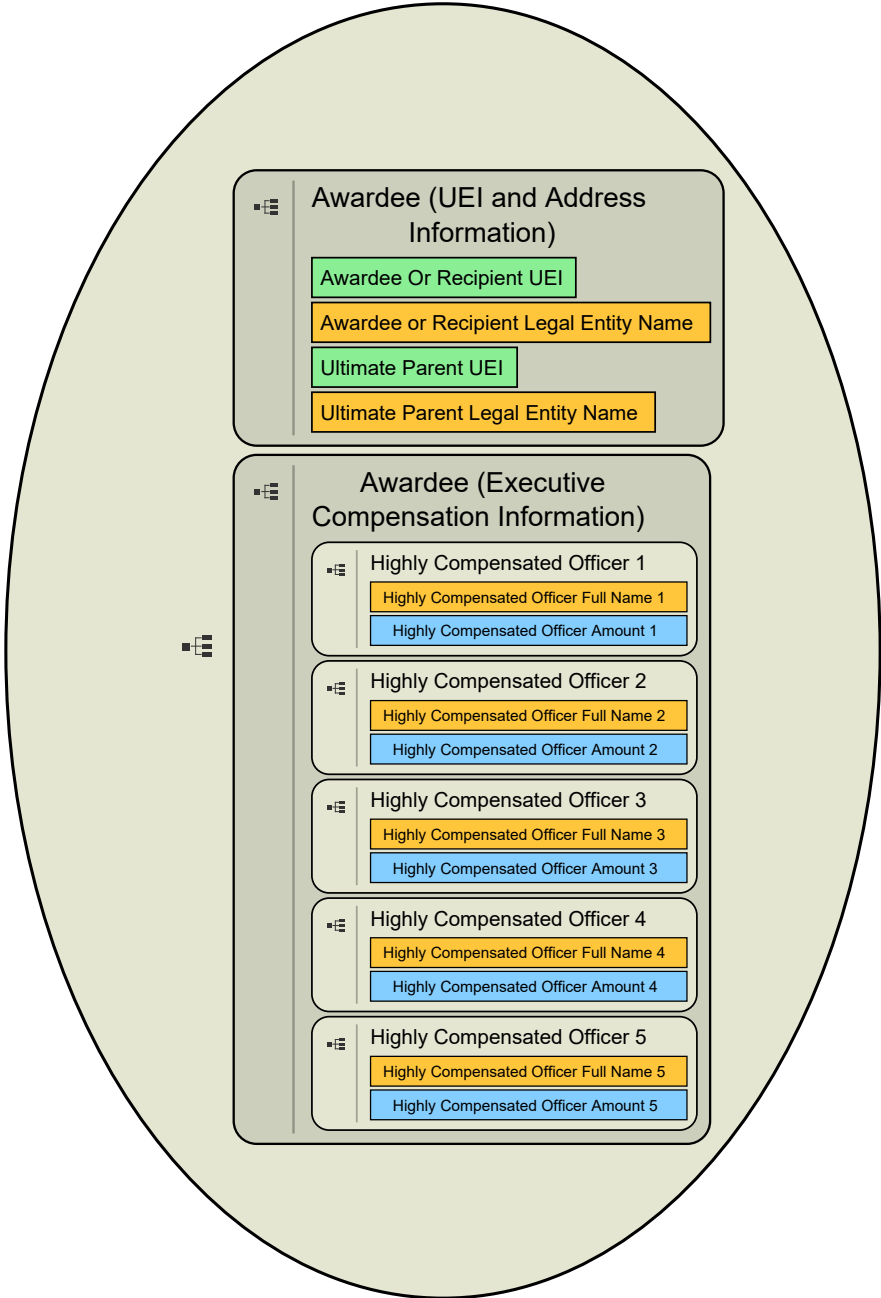 Awardee (UEI and Address
Information)
Awardee Or Recipient UEI
Awardee or Recipient Legal Entity Name
Ultimate Parent UEI
Ultimate Parent Legal Entity Name
Awardee (Executive
Compensation Information)
Highly Compensated Officer 1
Highly Compensated Officer Full Name 1
Highly Compensated Officer Amount 1
Highly Compensated Officer 2
Highly Compensated Officer Full Name 2
Highly Compensated Officer Amount 2
Highly Compensated Officer 3
Highly Compensated Officer Full Name 3
Highly Compensated Officer Amount 3
Highly Compensated Officer 4
Highly Compensated Officer Full Name 4
Highly Compensated Officer Amount 4
Highly Compensated Officer 5
Highly Compensated Officer Full Name 5
Highly Compensated Officer Amount 5